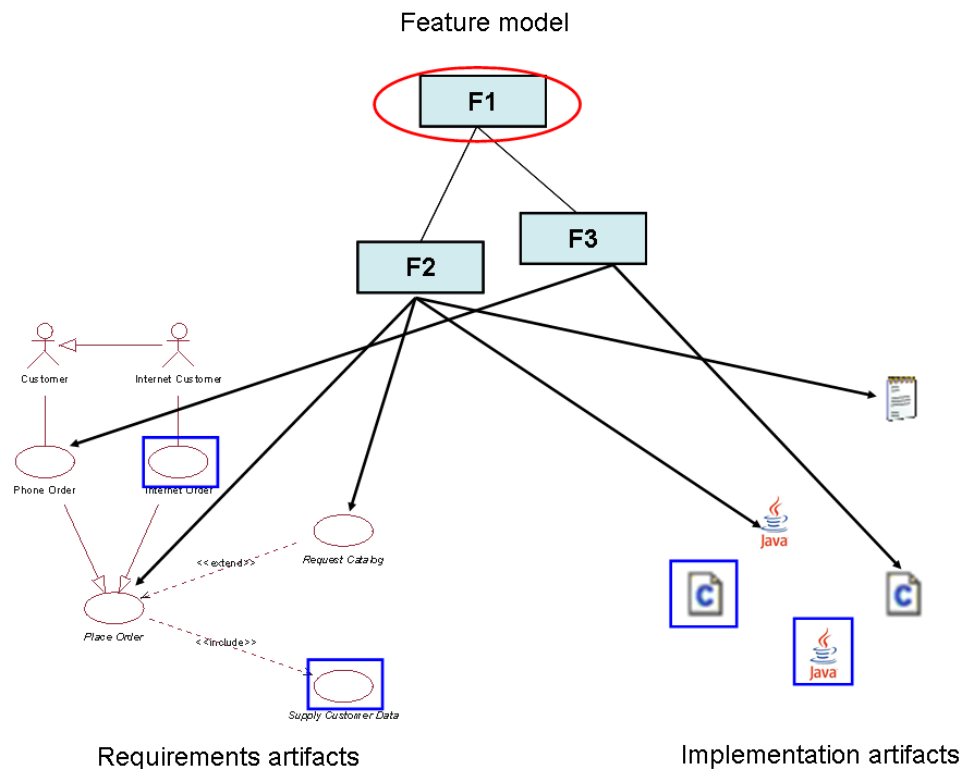 Feature model
F1
F3
F2
Customer
Internet Customer
Phone Order
Internet Order
<<extend>>
Request Catalog
Java
C
C
Place Order
<<include>>
Java
Supply Customer Data
Requirements artifacts
Implementation artifacts